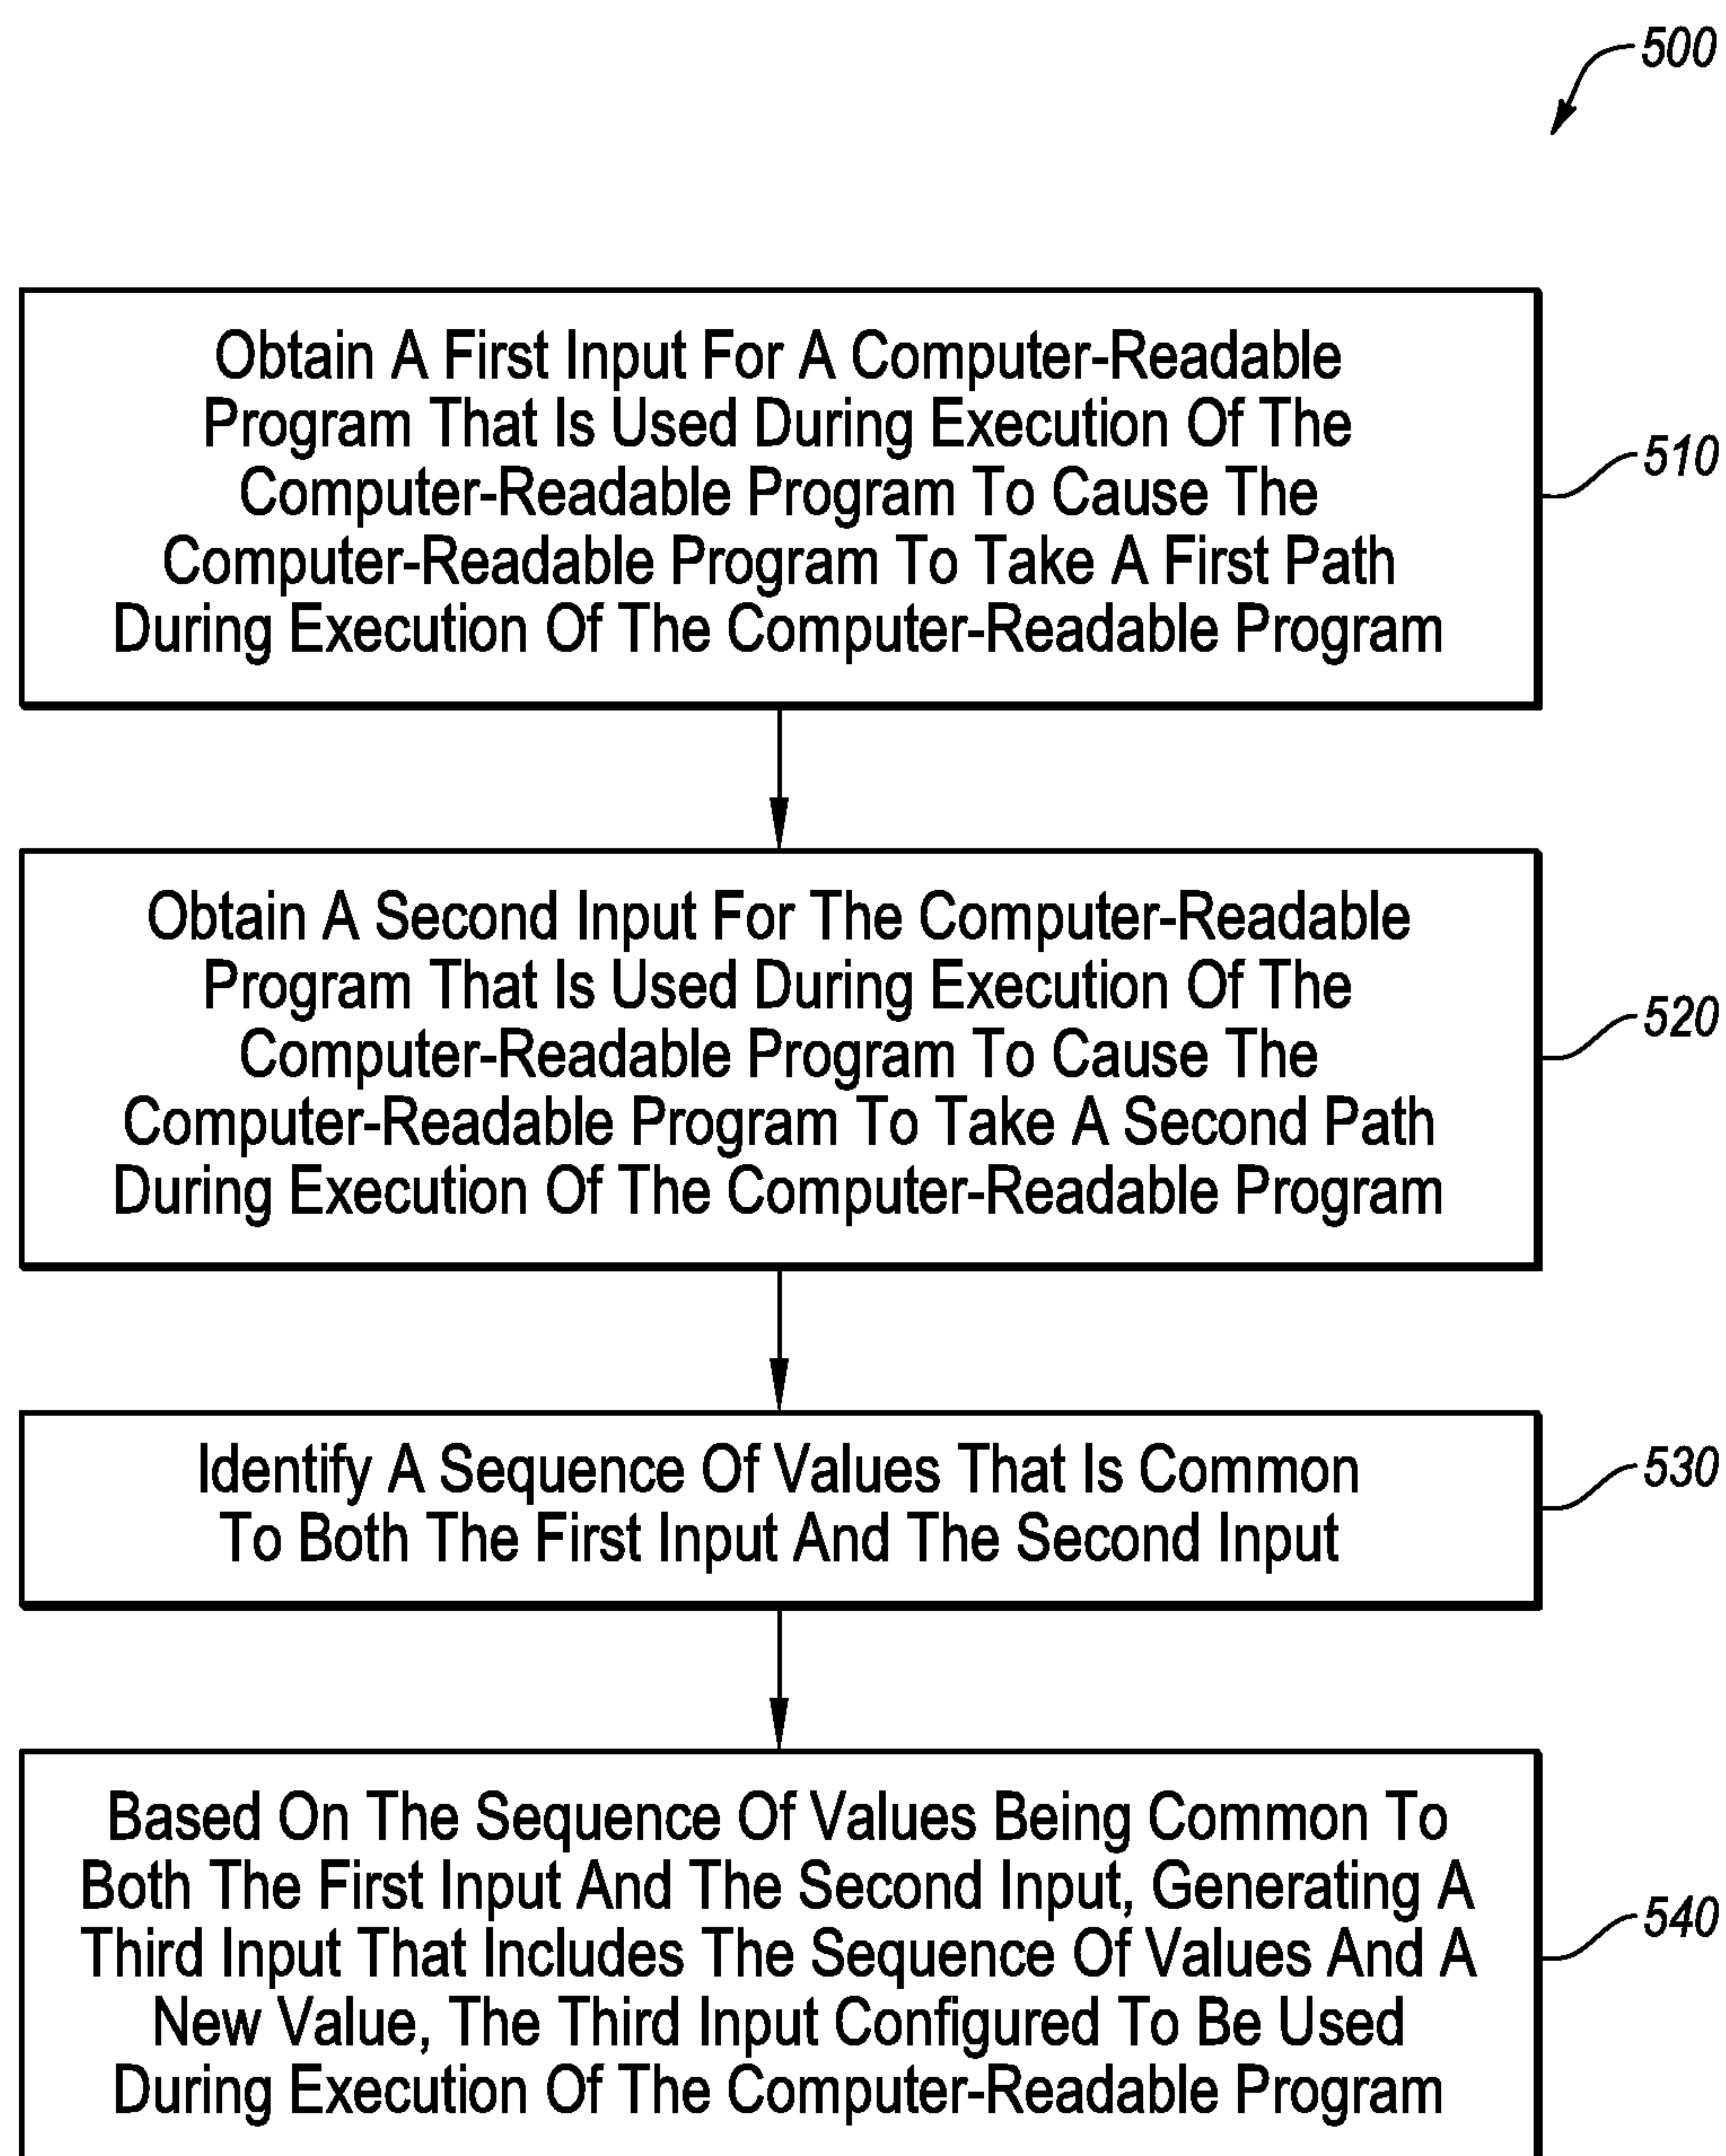 500
Obtain A First Input For A Computer-Readable
Program That Is Used During Execution Of The
Computer-Readable Program To Cause The
Computer-Readable Program To Take A First Path
During Execution Of The Computer-Readable Program
510
Obtain A Second Input For The Computer-Readable
Program That Is Used During Execution Of The
Computer-Readable Program To Cause The
Computer-Readable Program To Take A Second Path
During Execution Of The Computer-Readable Program
520
Identify A Sequence Of Values That Is Common
To Both The First Input And The Second Input
530
Based On The Sequence Of Values Being Common To
Both The First Input And The Second Input, Generating A
Third Input That Includes The Sequence Of Values And A
New Value, The Third Input Configured To Be Used
During Execution Of The Computer-Readable Program
540